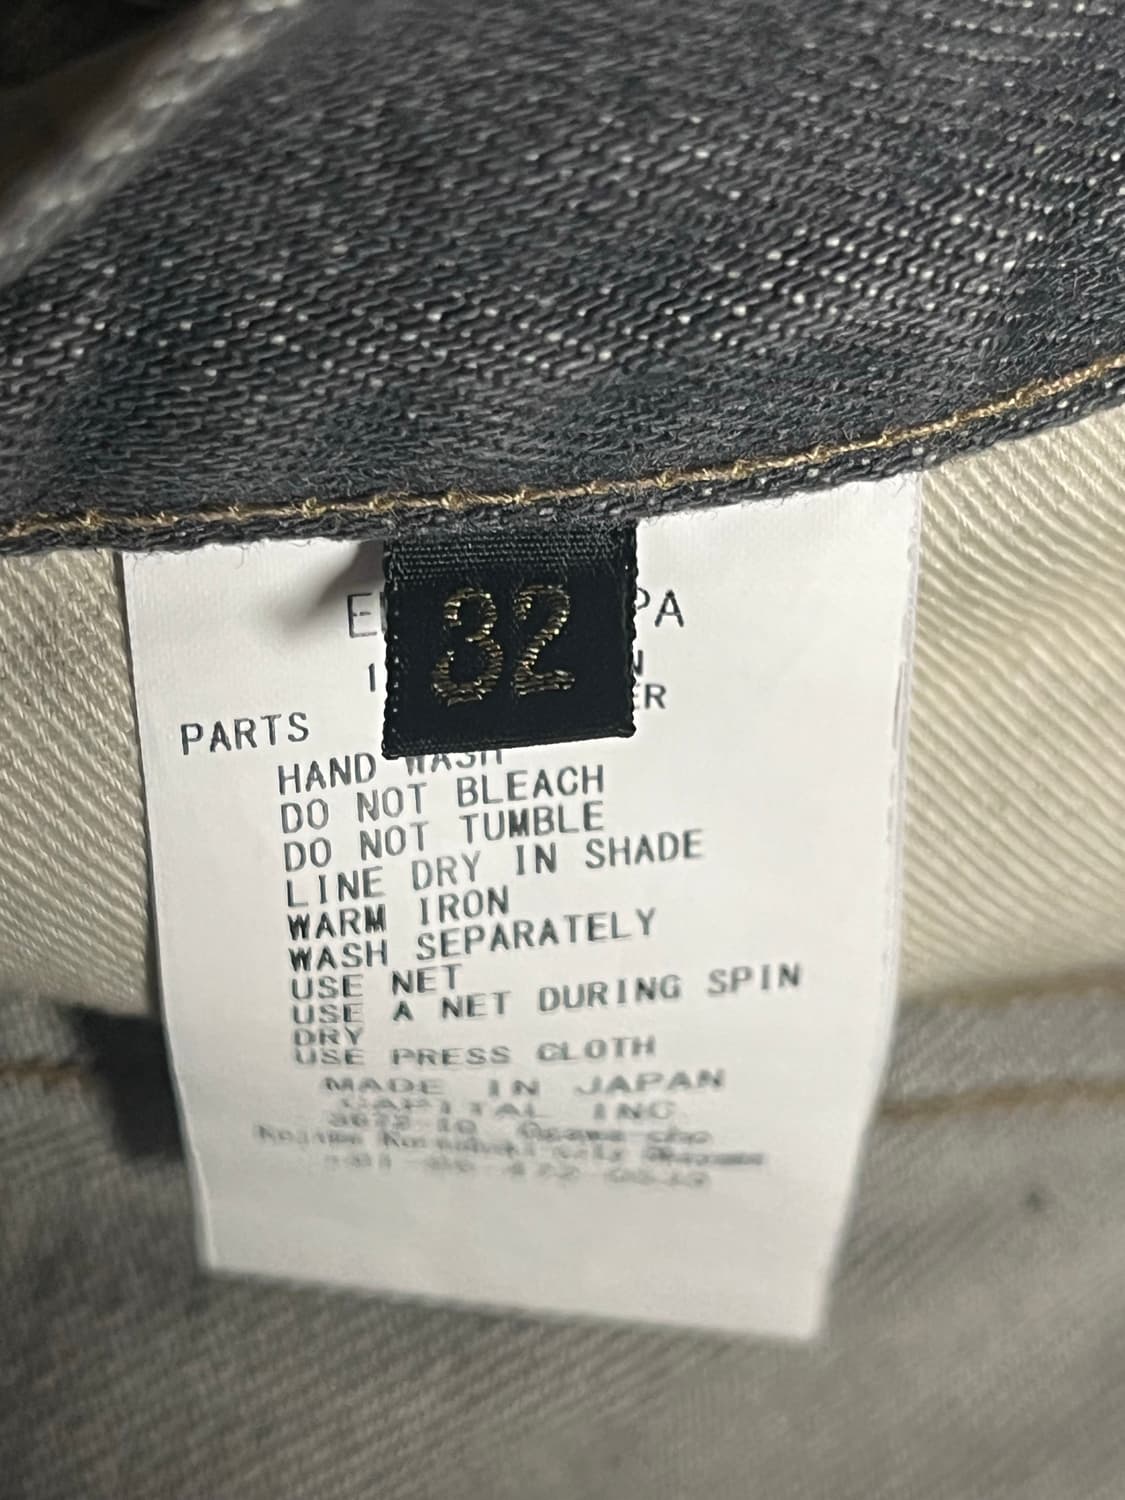 32
PARTS
HAND WASH
DO NOT BLEACH
DO NOT TUMBLE
LINE DRY IN SHADE
WARM IRON
WASH SEPARATELY
USE NET
USE A NET DURING SPIN
DRY
USE PRESS CLOTH
MADE IN JAPAN
CAPITAL INC.